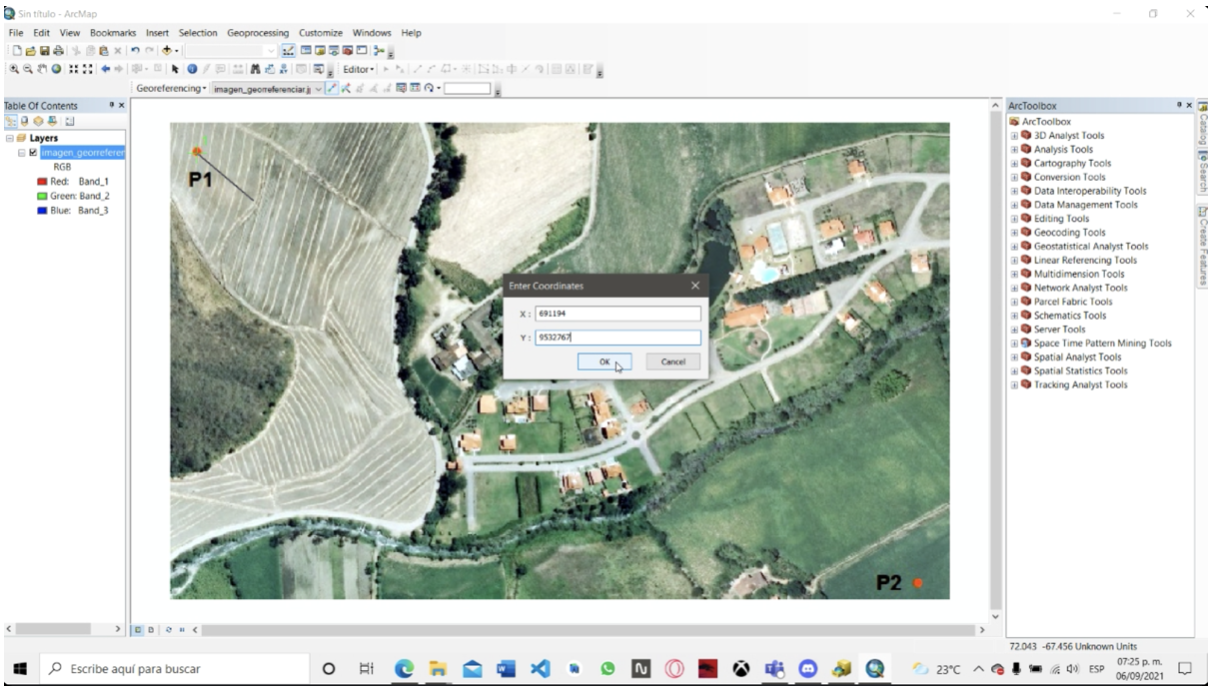 Sin título - ArcMap
File Edit View Bookmarks Insert Selection Geoprocessing Customize Windows Help
Editor
Georeferencing imagen_georreferenciar.j
Table Of Contents
Layers
imagen_georreferer
RGB
Red: Band_1
Green: Band_2
Blue: Band_3
P1
Enter Coordinates
X : 691194
Y : 9532767
OK Cancel
P2
ArcToolbox
ArcToolbox
3D Analyst Tools
Analysis Tools
Cartography Tools
Conversion Tools
Data Interoperability Tools
Data Management Tools
Editing Tools
Geocoding Tools
Geostatistical Analyst Tools
Linear Referencing Tools
Multidimension Tools
Network Analyst Tools
Parcel Fabric Tools
Schematics Tools
Server Tools
Space Time Pattern Mining Tools
Spatial Analyst Tools
Spatial Statistics Tools
Tracking Analyst Tools
Catalog
Search
Create Features
72.043 -67.456 Unknown Units
Escribe aquí para buscar
23°C
ESP
07:25 p. m.
06/09/2021